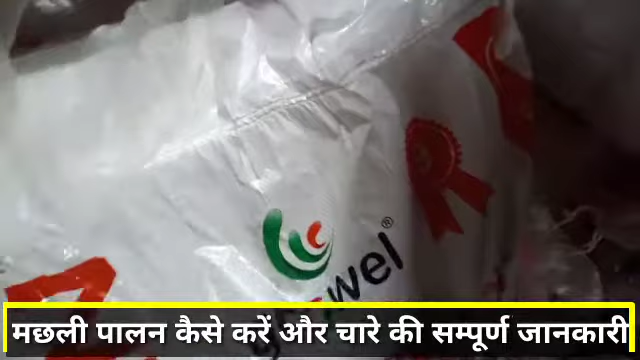 wel®
मछली पालन कैसे करें और चारे की सम्पूर्ण जानकारी